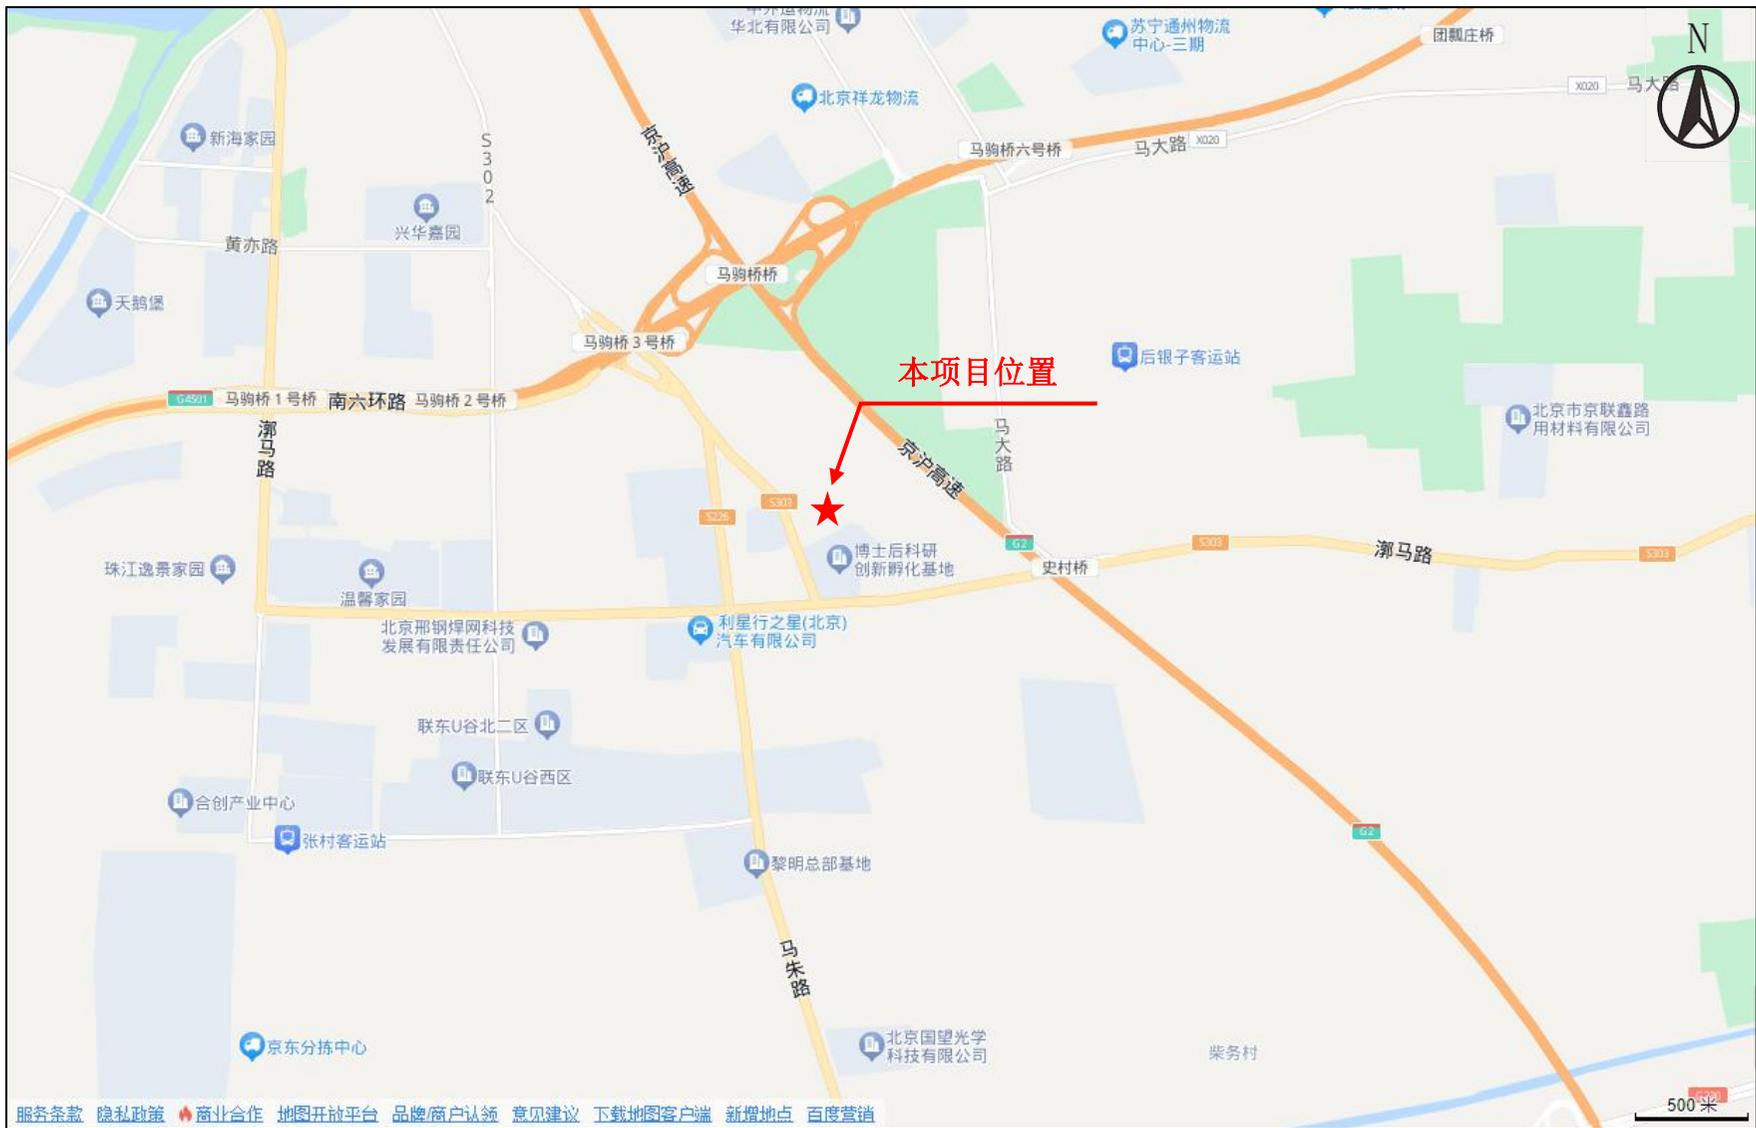 华北有限公司
苏宁通州物流
中心-三期
团瓢庄桥
N
北京祥龙物流
X020
马大路
新海家园
S302
京沪高速
马驹桥六号桥
马大路
X020
兴华嘉园
黄亦路
马驹桥桥
天鹅堡
马驹桥3号桥
后银子客运站
本项目位置
G4501
马驹桥1号桥
南六环路
马驹桥2号桥
漷马路
马大路
北京市京联鑫路
用材料有限公司
京沪高速
S303
S226
G2
S303
漷马路
S303
博士后科研
创新孵化基地
史村桥
珠江逸景家园
温馨家园
北京邢钢焊网科技
发展有限责任公司
利星行之星(北京)
汽车有限公司
联东U谷北二区
联东U谷西区
合创产业中心
张村客运站
G2
黎明总部基地
马朱路
京东分拣中心
北京国望光学
科技有限公司
柴务村
服务条款 隐私政策 商业合作 地图开放平台 品牌/商户认领 意见建议 下载地图客户端 新增地点 百度营销
500米